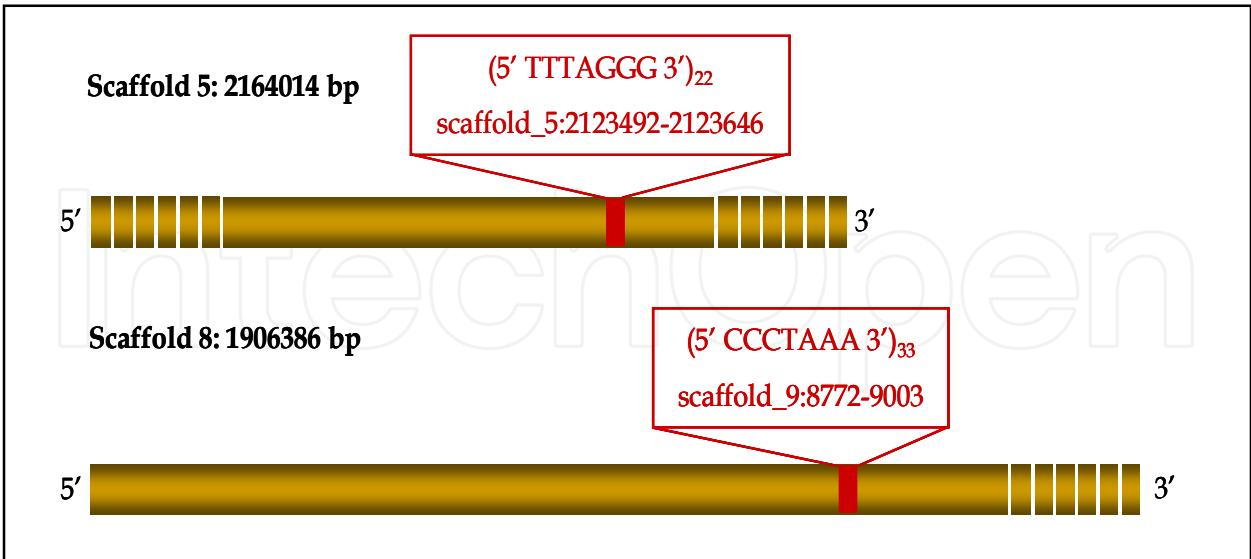 Scaffold 5: 2164014 bp
(5′ TTTAGGG 3′)22
scaffold_5:2123492-2123646
5′ 3′
IntechOpen
Scaffold 8: 1906386 bp
(5′ CCCTAAA 3′)33
scaffold_9:8772-9003
5′ 3′